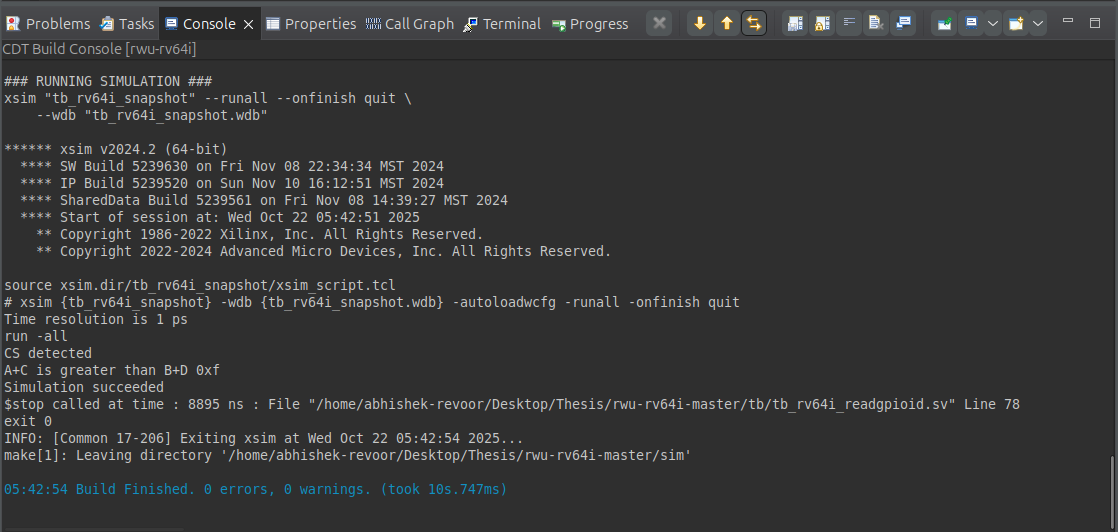 Problems Tasks Console Properties Call Graph Terminal Progress
CDT Build Console [rwu-rv64i]
### RUNNING SIMULATION ###
xsim "tb_rv64i_snapshot" --runall --onfinish quit \
--wdb "tb_rv64i_snapshot.wdb"
****** xsim v2024.2 (64-bit)
**** SW Build 5239630 on Fri Nov 08 22:34:34 MST 2024
**** IP Build 5239520 on Sun Nov 10 16:12:51 MST 2024
**** SharedData Build 5239561 on Fri Nov 08 14:39:27 MST 2024
**** Start of session at: Wed Oct 22 05:42:51 2025
** Copyright 1986-2022 Xilinx, Inc. All Rights Reserved.
** Copyright 2022-2024 Advanced Micro Devices, Inc. All Rights Reserved.
source xsim.dir/tb_rv64i_snapshot/xsim_script.tcl
# xsim {tb_rv64i_snapshot} -wdb {tb_rv64i_snapshot.wdb} -autoloadwcfg -runall -onfinish quit
Time resolution is 1 ps
run -all
CS detected
A+C is greater than B+D 0xf
Simulation succeeded
$stop called at time : 8895 ns : File "/home/abhishek-revoor/Desktop/Thesis/rwu-rv64i-master/tb/tb_rv64i_readgpioid.sv" Line 78
exit 0
INFO: [Common 17-206] Exiting xsim at Wed Oct 22 05:42:54 2025...
make[1]: Leaving directory '/home/abhishek-revoor/Desktop/Thesis/rwu-rv64i-master/sim'
05:42:54 Build Finished. 0 errors, 0 warnings. (took 10s.747ms)